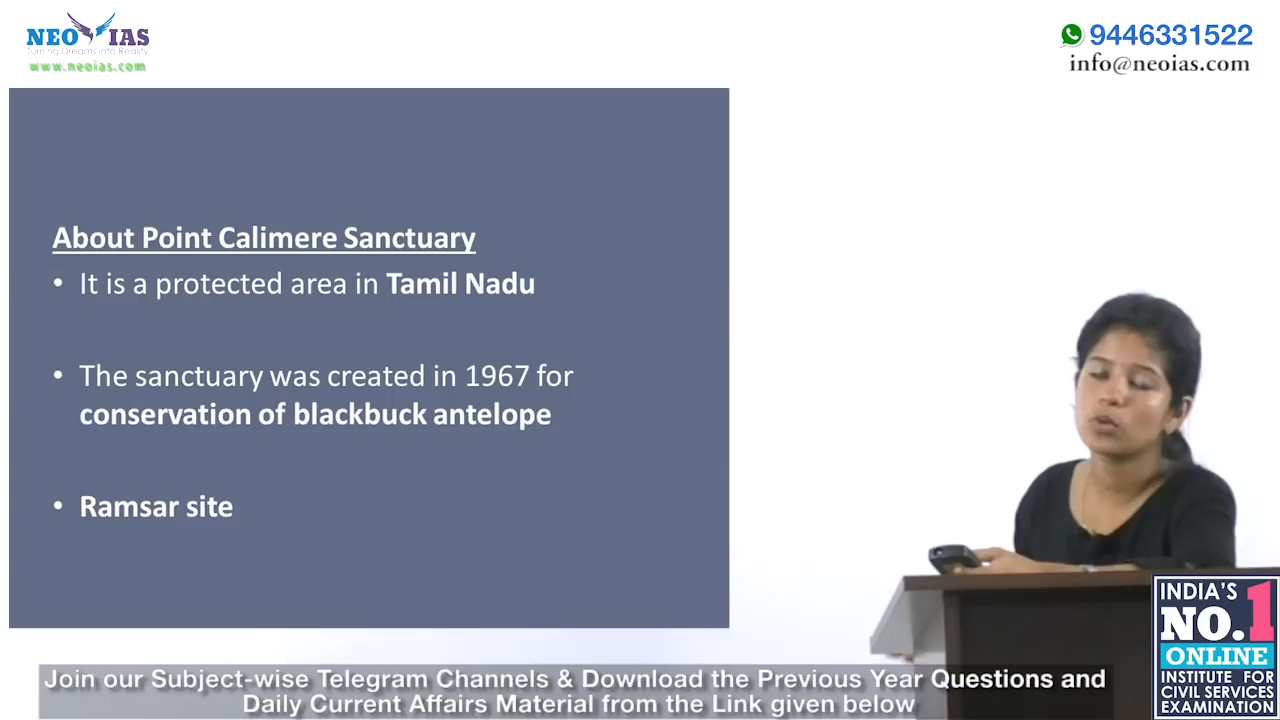 NEO IAS
Turning Dreams into Reality
www.neoias.com
9446331522
info@neoias.com
About Point Calimere Sanctuary
• It is a protected area in Tamil Nadu
• The sanctuary was created in 1967 for
conservation of blackbuck antelope
• Ramsar site
INDIA'S
NO.1
ONLINE
INSTITUTE FOR
CIVIL SERVICES
EXAMINATION
Join our Subject-wise Telegram Channels & Download the Previous Year Questions and
Daily Current Affairs Material from the Link given below